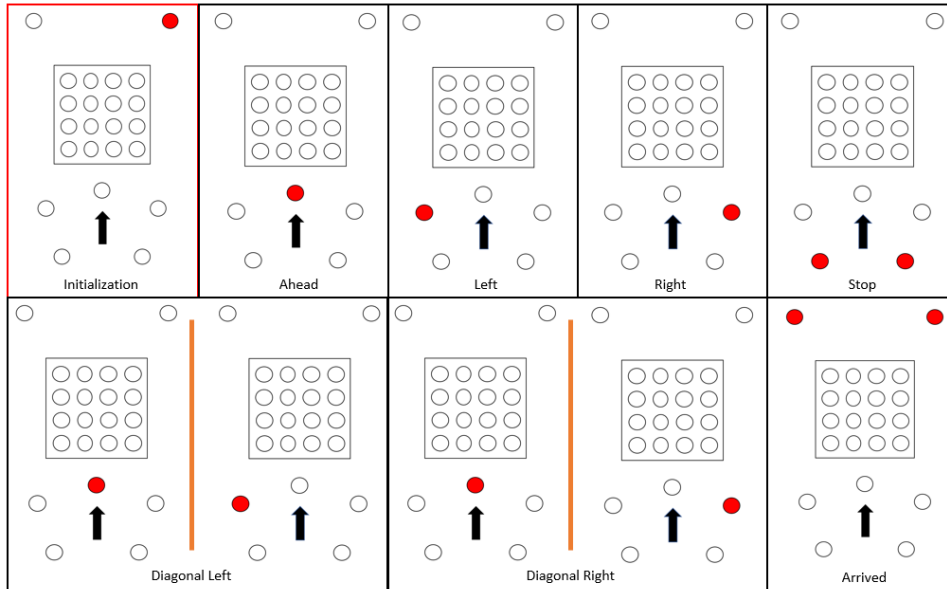 Initialization
Ahead
Left
Right
Stop
Diagonal Left
Diagonal Right
Arrived